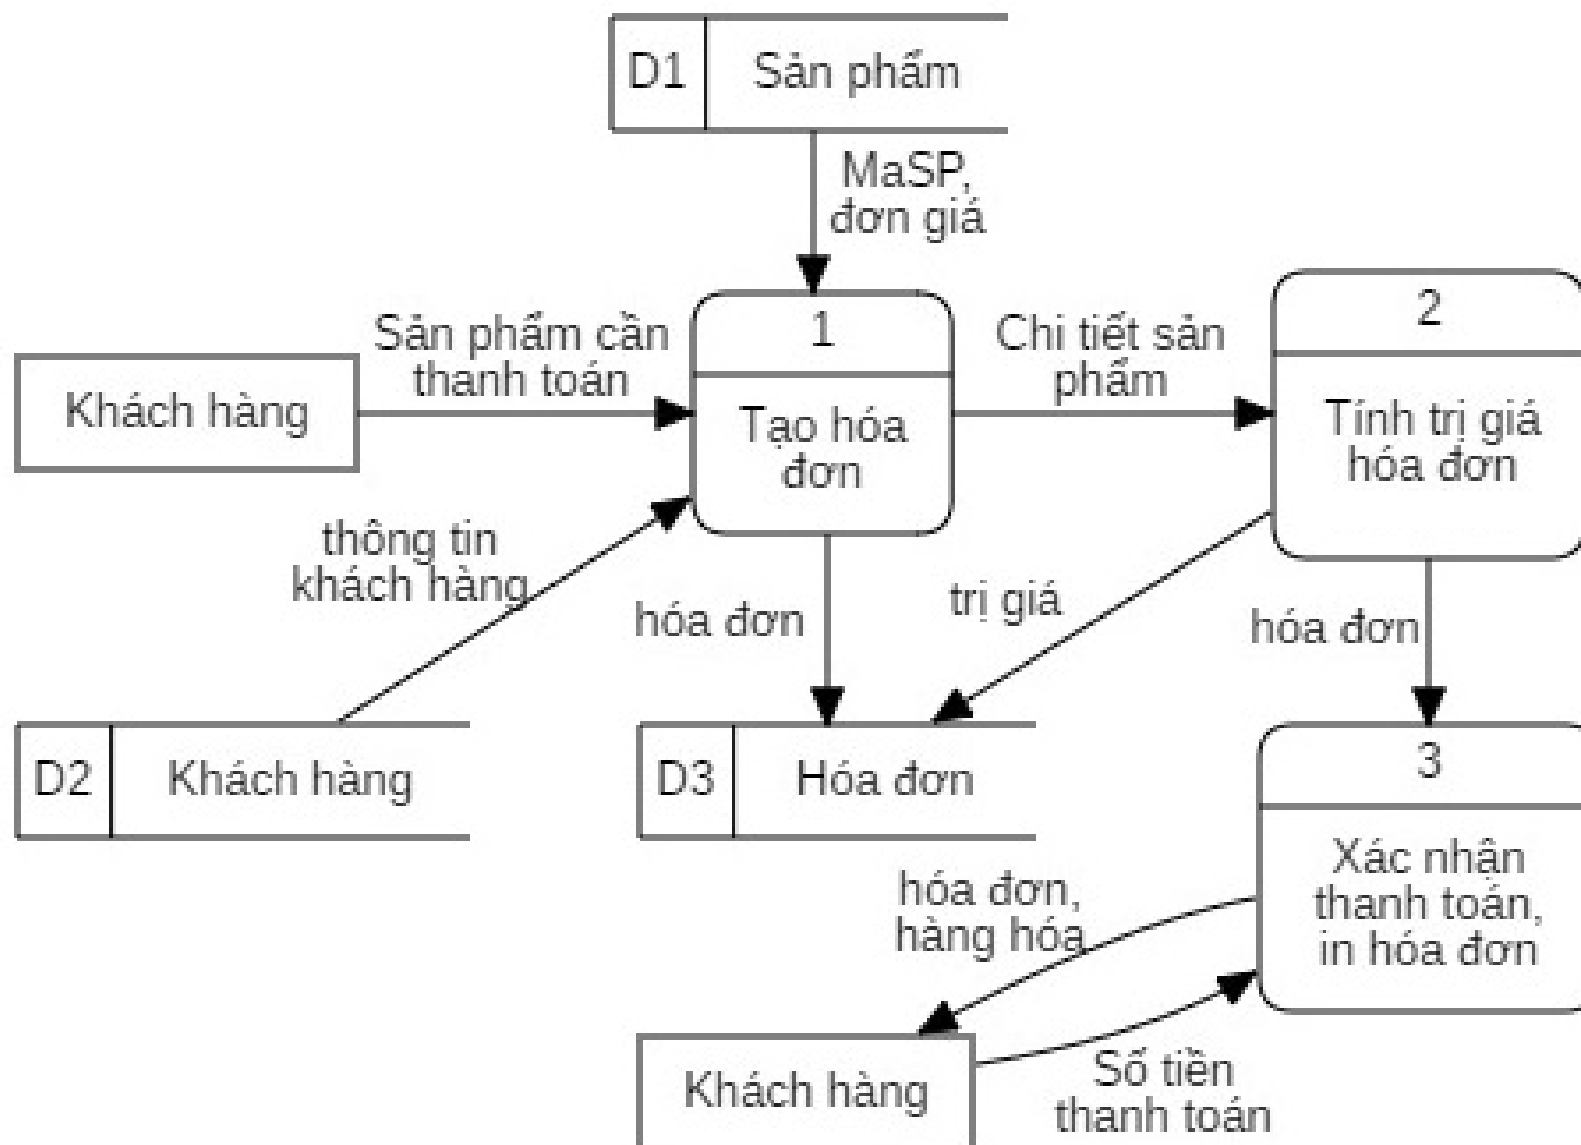 D1
Sản phẩm
MaSP,
đơn giá
1
Tạo hóa
đơn
Sản phẩm cần
thanh toán
Khách hàng
Chi tiết sản
phẩm
2
Tính trị giá
hóa đơn
thông tin
khách hàng
hóa đơn
trị giá
hóa đơn
D2
Khách hàng
D3
Hóa đơn
3
Xác nhận
thanh toán,
in hóa đơn
hóa đơn,
hàng hóa
Khách hàng
Số tiền
thanh toán